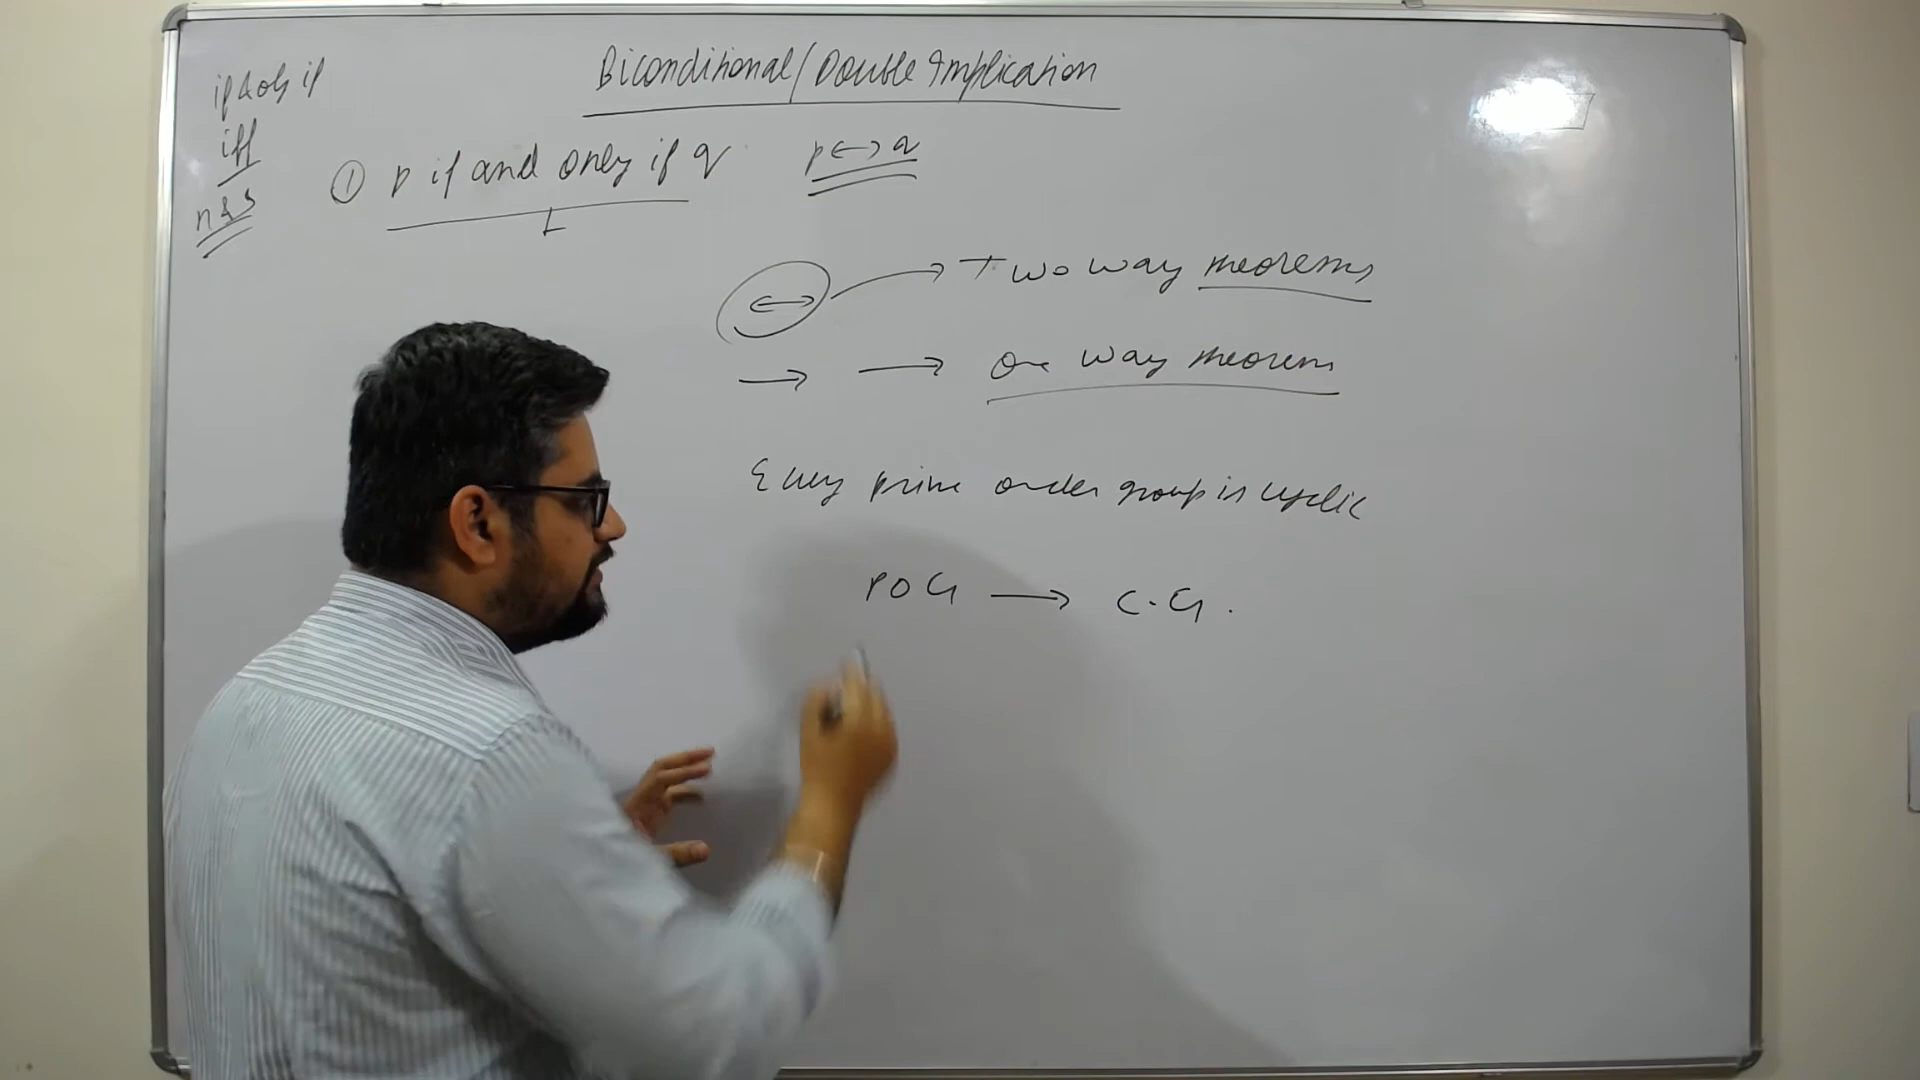 Biconditional/Double Implication
if & only if
iff
n & s
① p if and only if q p ↔ q
↔ → Two way theorems
→ → One way theorem
Every prime order group is cyclic
POG → C.G.